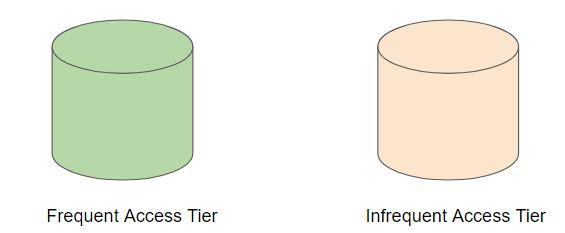 Frequent Access Tier
Infrequent Access Tier